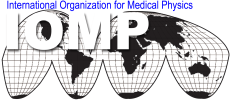 International Organization for Medical Physics
IOMP